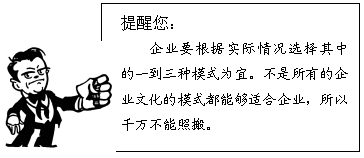 提醒您：
企业要根据实际情况选择其中
的一到三种模式为宜。不是所有的企
业文化的模式都能够适合企业，所以
千万不能照搬。